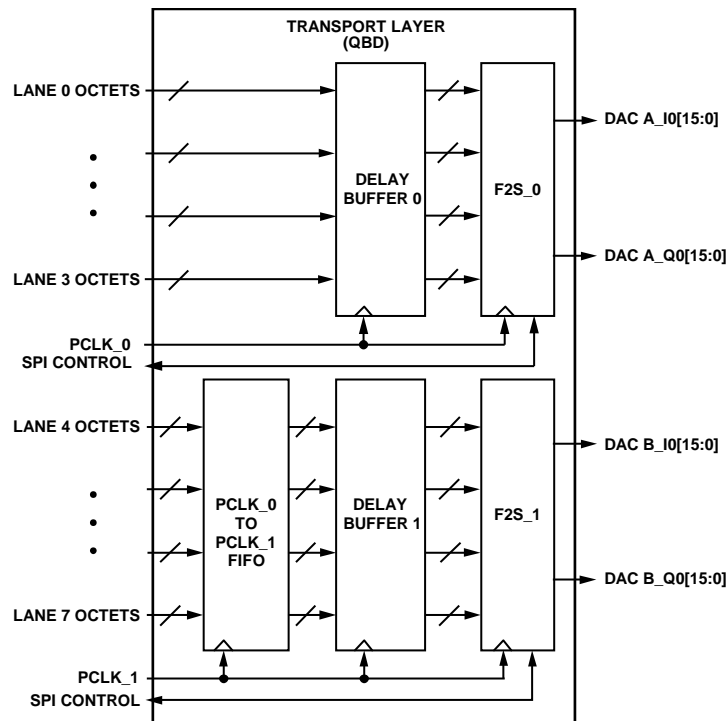 TRANSPORT LAYER
(QBD)
LANE 0 OCTETS
LANE 3 OCTETS
DELAY
BUFFER 0
F2S_0
DAC A_I0[15:0]
DAC A_Q0[15:0]
PCLK_0
SPI CONTROL
LANE 4 OCTETS
LANE 7 OCTETS
PCLK_0
TO
PCLK_1
FIFO
DELAY
BUFFER 1
F2S_1
DAC B_I0[15:0]
DAC B_Q0[15:0]
PCLK_1
SPI CONTROL